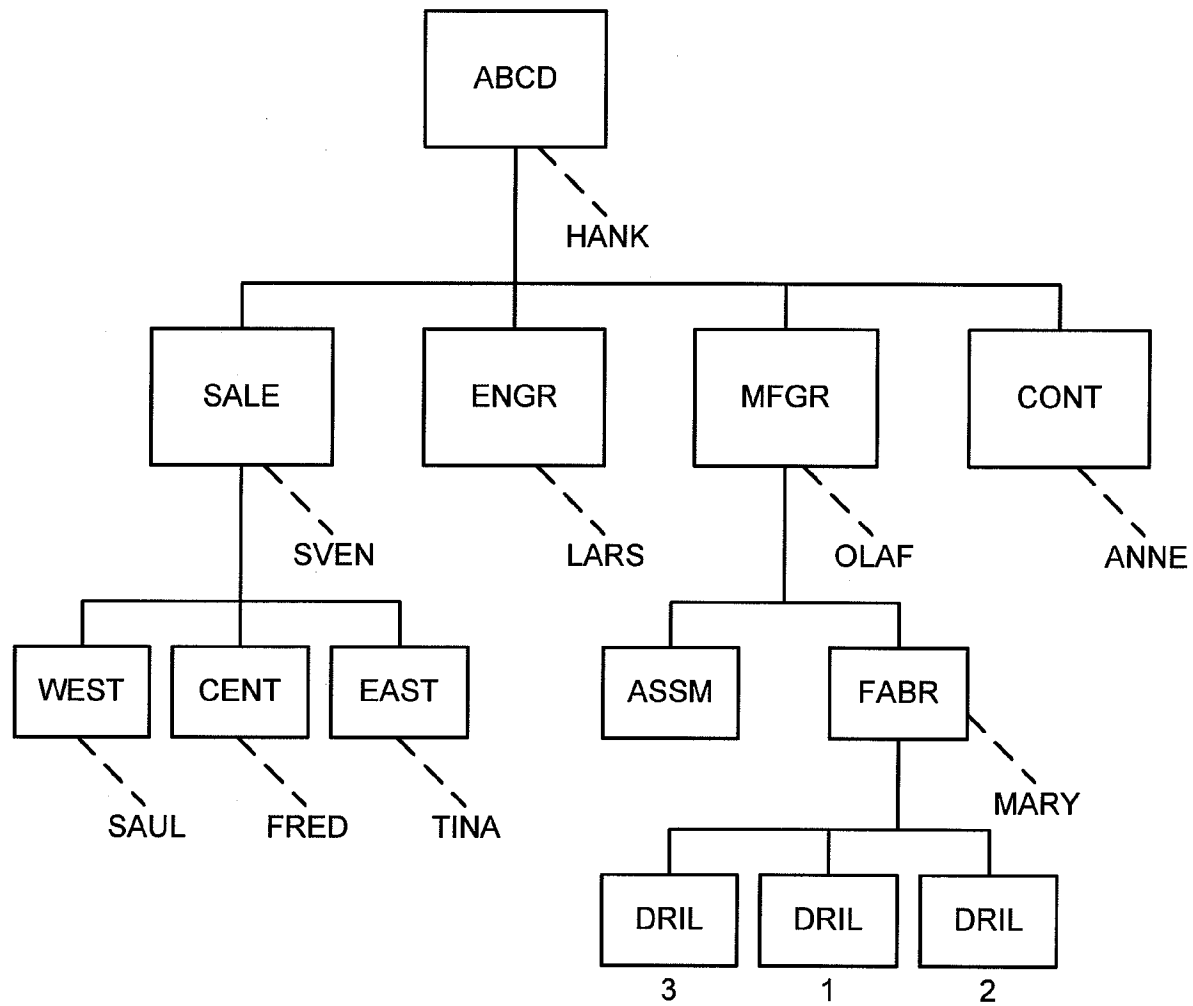 ABCD
HANK
SALE ENGR MFGR CONT
SVEN LARS OLAF ANNE
WEST CENT EAST ASSM FABR
MARY
SAUL FRED TINA
DRIL DRIL DRIL
3 1 2